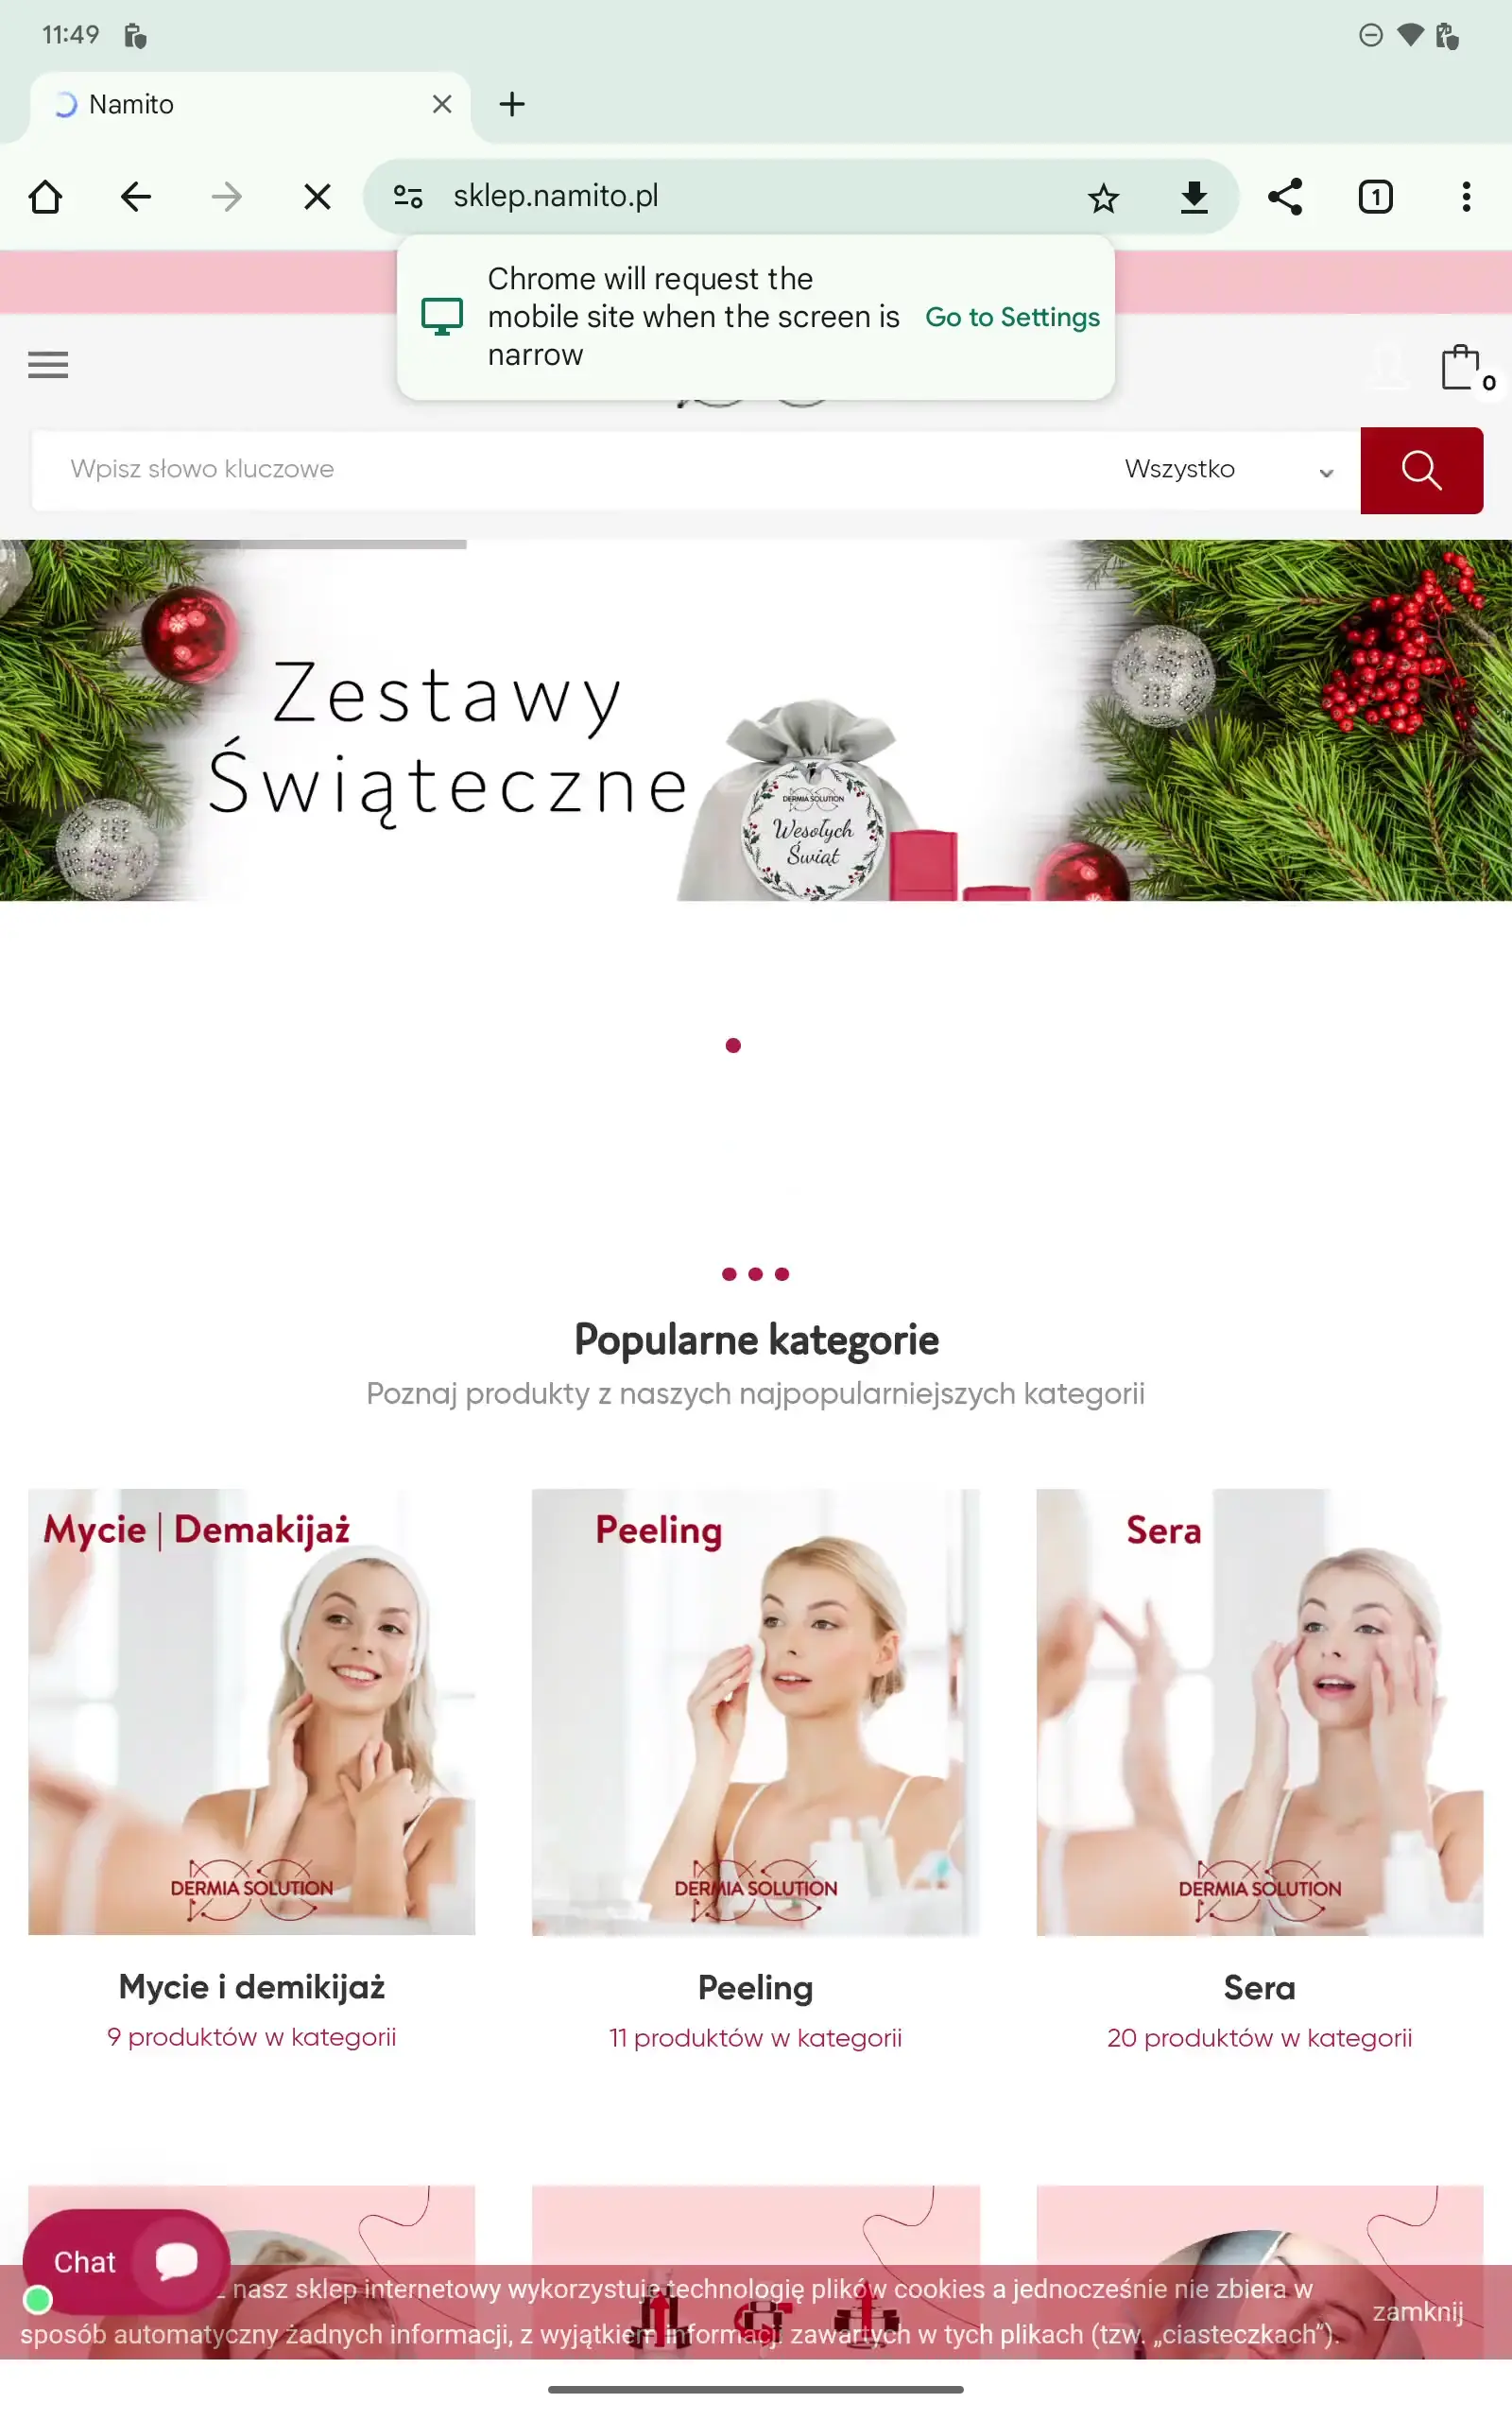 11:49
Namito
sklep.namito.pl
1
Chrome will request the
mobile site when the screen is
narrow
Go to Settings
0
Wpisz słowo kluczowe
Wszystko
Zestawy
Świąteczne
DERMIA SOLUTION
Wesołych
Świąt
Popularne kategorie
Poznaj produkty z naszych najpopularniejszych kategorii
Mycie | Demakijaż
Peeling
Sera
DERMIA SOLUTION
DERMIA SOLUTION
DERMIA SOLUTION
Mycie i demikijaż
Peeling
Sera
9 produktów w kategorii
11 produktów w kategorii
20 produktów w kategorii
Chat
nasz sklep internetowy wykorzystuje technologię plików cookies a jednocześnie nie zbiera w
sposób automatyczny żadnych informacji, z wyjątkiem informacji zawartych w tych plikach (tzw. „ciasteczkach”).
zamknij